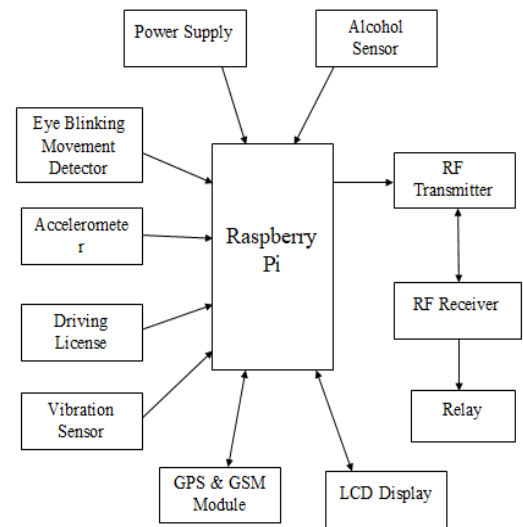 Power Supply
Alcohol
Sensor
Eye Blinking
Movement
Detector
RF
Transmitter
Acceleromete
r
Raspberry
Pi
Driving
License
RF Receiver
Vibration
Sensor
Relay
GPS & GSM
Module
LCD Display